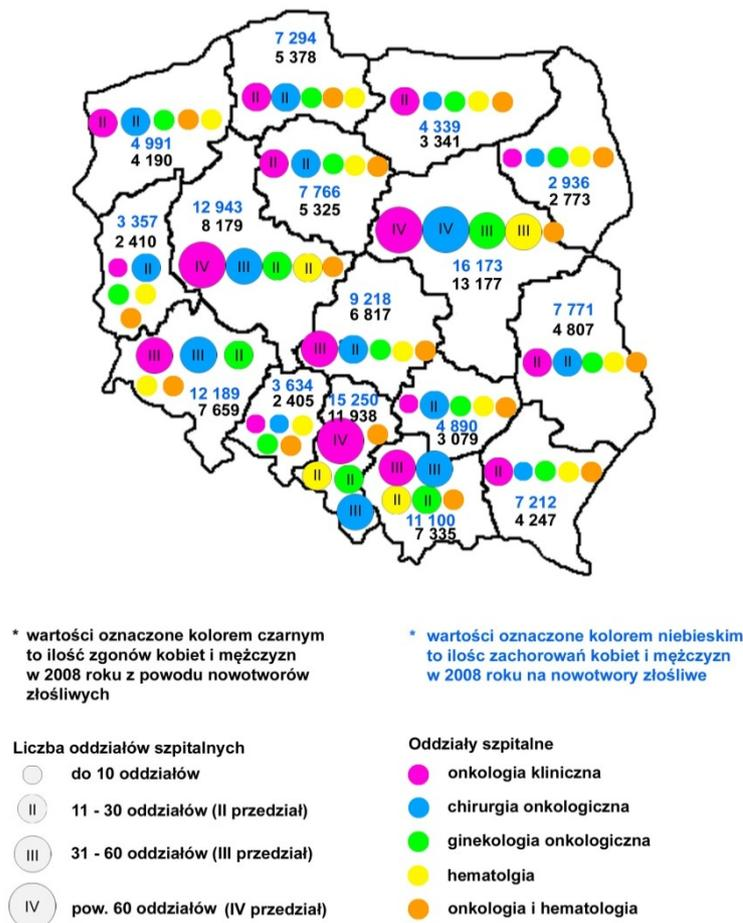 7 294
5 378
II II
II II
4 991
4 190
II
4 339
3 341
II II
7 766
5 325
2 936
2 773
3 357
2 410
II
12 943
8 179
IV III II II
IV IV III III
16 173
13 177
9 218
6 817
III II
7 771
4 807
II II
III III II
12 189
7 659
3 634
2 405
15 250
11 938
IV
II II
III
II
4 890
3 079
III III
II II
11 100
7 335
II
7 212
4 247
* wartości oznaczone kolorem czarnym
to ilość zgonów kobiet i mężczyzn
w 2008 roku z powodu nowotworów
złośliwych
* wartości oznaczone kolorem niebieskim
to ilośc zachorowań kobiet i mężczyzn
w 2008 roku na nowotwory złośliwe
Liczba oddziałów szpitalnych
do 10 oddziałów
II 11 - 30 oddziałów (II przedział)
III 31 - 60 oddziałów (III przedział)
IV pow. 60 oddziałów (IV przedział)
Oddziały szpitalne
onkologia kliniczna
chirurgia onkologiczna
ginekologia onkologiczna
hematolgia
onkologia i hematologia